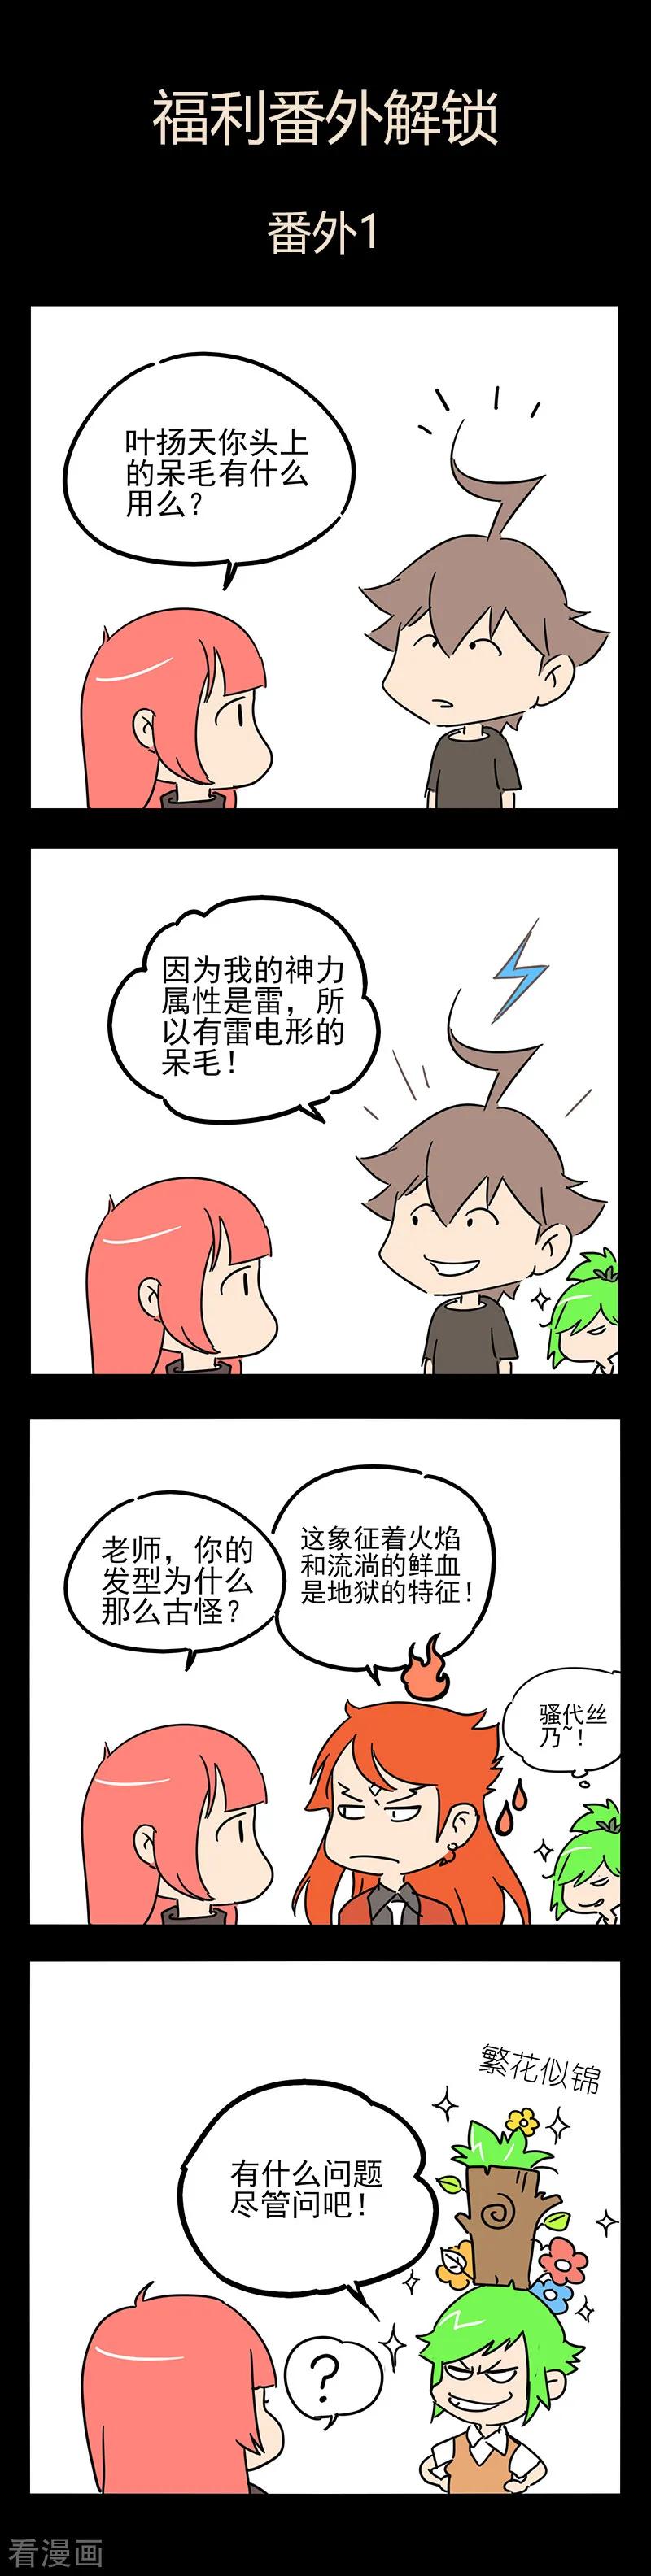 福利番外解锁
番外1
叶扬天你头上
的呆毛有什么
用么？
因为我的神力
属性是雷，所
以有雷电形的
呆毛！
老师，你的
发型为什么
那么古怪？
这象征着火焰
和流淌的鲜血
是地狱的特征！
骚代丝
乃~！
繁花似锦
有什么问题
尽管问吧！
？
看漫画